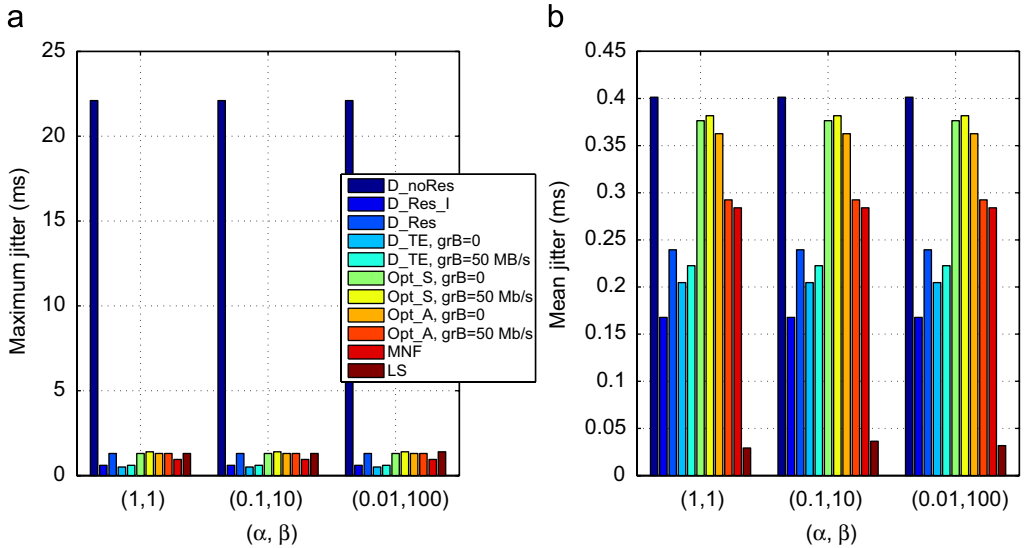 a
25
20
15
10
5
0
Maximum jitter (ms)
(1,1)
(0.1,10)
(0.01,100)
(α, β)
D_noRes
D_Res_I
D_Res
D_TE, grB=0
D_TE, grB=50 MB/s
Opt_S, grB=0
Opt_S, grB=50 Mb/s
Opt_A, grB=0
Opt_A, grB=50 Mb/s
MNF
LS
b
0.45
0.4
0.35
0.3
0.25
0.2
0.15
0.1
0.05
0
Mean jitter (ms)
(1,1)
(0.1,10)
(0.01,100)
(α, β)